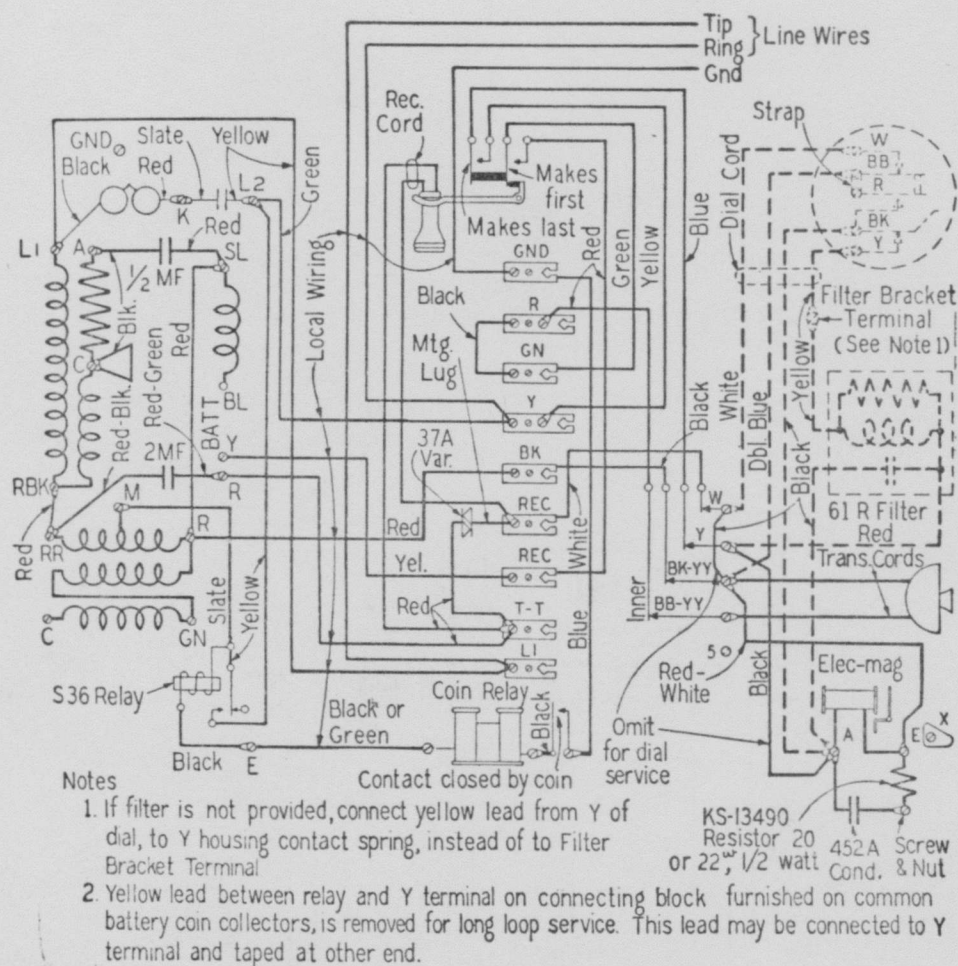 Tip
Ring
Line Wires
Gnd
Rec.
Cord
Strap
GND
Slate
Yellow
Black
Red
L2
K
Green
Makes
first
Makes last
Dial Cord
W
BB
R
BK
Y
L1
A
Red
SL
1/2 MF
Blk.
Red
Local Wiring
GND
Red
Green
Yellow
Blue
Black
R
Mtg.
Lug
GN
Filter Bracket
Terminal
(See Note 1)
Yellow
C
Red-Green
Red-Blk.
BATT
BL
Y
Y
Black
White
Dbl Blue
Black
2MF
37A
Var.
BK
RBK
M
R
REC
W
61 R Filter
Red
RR
R
Red
White
Y
Red
Yel.
REC
Trans. Cords
BK-YY
BB-YY
Inner
Slate
Yellow
Red
T-T
Blue
C
GN
L1
5
Red-
White
Black
Elec-mag
S36 Relay
Coin Relay
Black or
Green
Black
Omit
for dial
service
A
E
X
Black
E
Contact closed by coin
KS-13490
Resistor 20
or 22ω, 1/2 watt
452A
Cond.
Screw
& Nut
Notes
1. If filter is not provided, connect yellow lead from Y of
dial, to Y housing contact spring, instead of to Filter
Bracket Terminal
2. Yellow lead between relay and Y terminal on connecting block furnished on common
battery coin collectors, is removed for long loop service. This lead may be connected to Y
terminal and taped at other end.